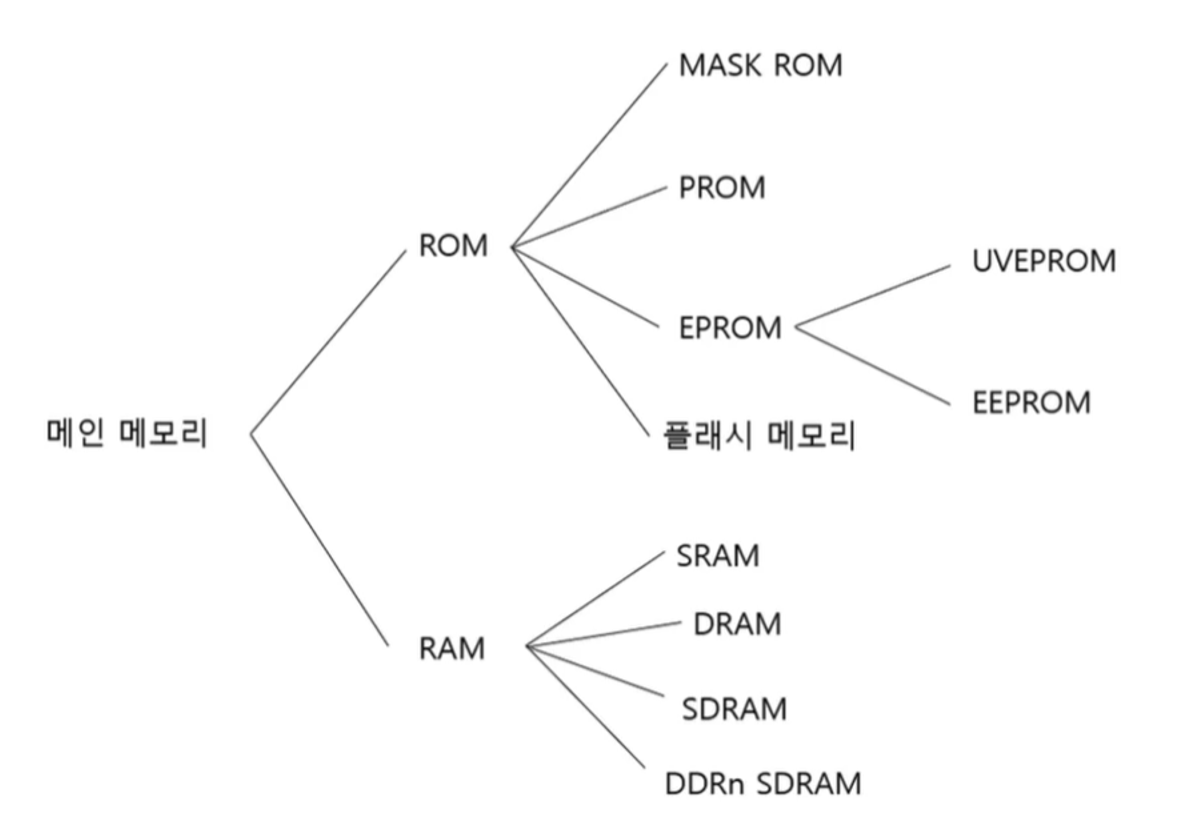 MASK ROM
PROM
ROM
UVEPROM
EPROM
EEPROM
메인 메모리
플래시 메모리
SRAM
DRAM
RAM
SDRAM
DDRn SDRAM